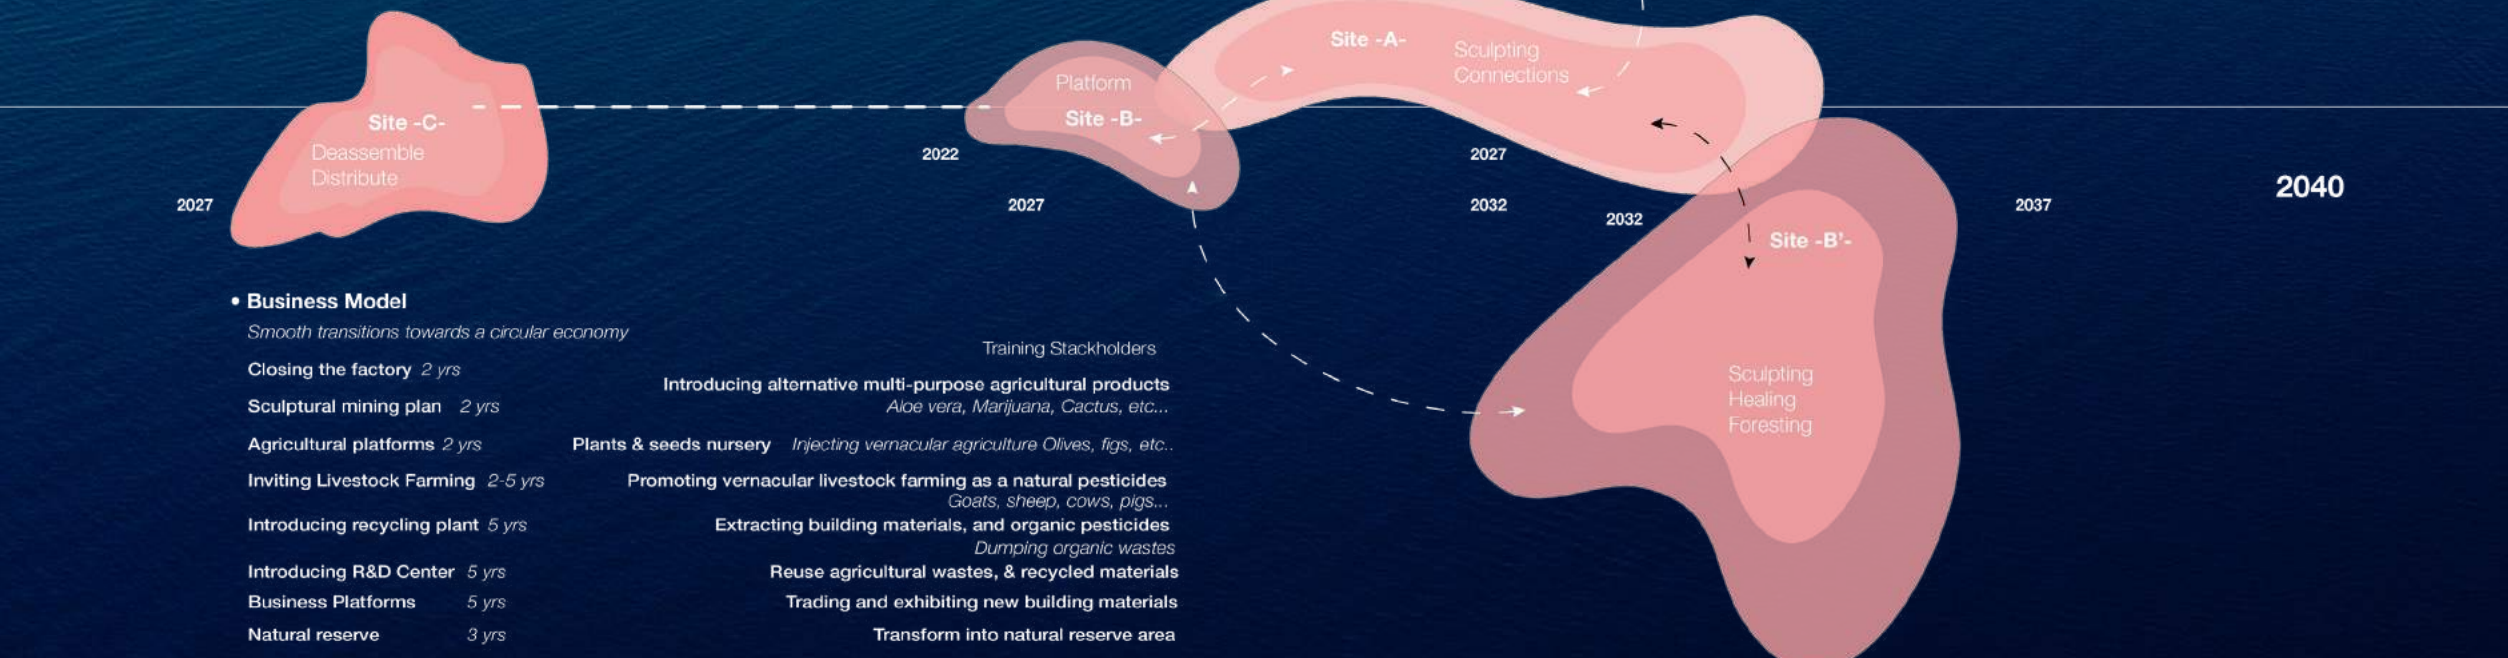 Site -A-
Sculpting
Connections
Platform
Site -B-
Site -C-
Deassemble
Distribute
2022
2027
2040
2027
2027
2032
2037
2032
Site -B’-
• Business Model
Smooth transitions towards a circular economy
Training Stackholders
Closing the factory 2 yrs
Introducing alternative multi-purpose agricultural products
Sculptural mining plan 2 yrs
Aloe vera, Marijuana, Cactus, etc...
Agricultural platforms 2 yrs
Plants & seeds nursery Injecting vernacular agriculture Olives, figs, etc..
Inviting Livestock Farming 2-5 yrs
Promoting vernacular livestock farming as a natural pesticides
Goats, sheep, cows, pigs...
Introducing recycling plant 5 yrs
Extracting building materials, and organic pesticides
Dumping organic wastes
Introducing R&D Center 5 yrs
Reuse agricultural wastes, & recycled materials
Business Platforms 5 yrs
Trading and exhibiting new building materials
Natural reserve 3 yrs
Transform into natural reserve area
Sculpting
Healing
Foresting